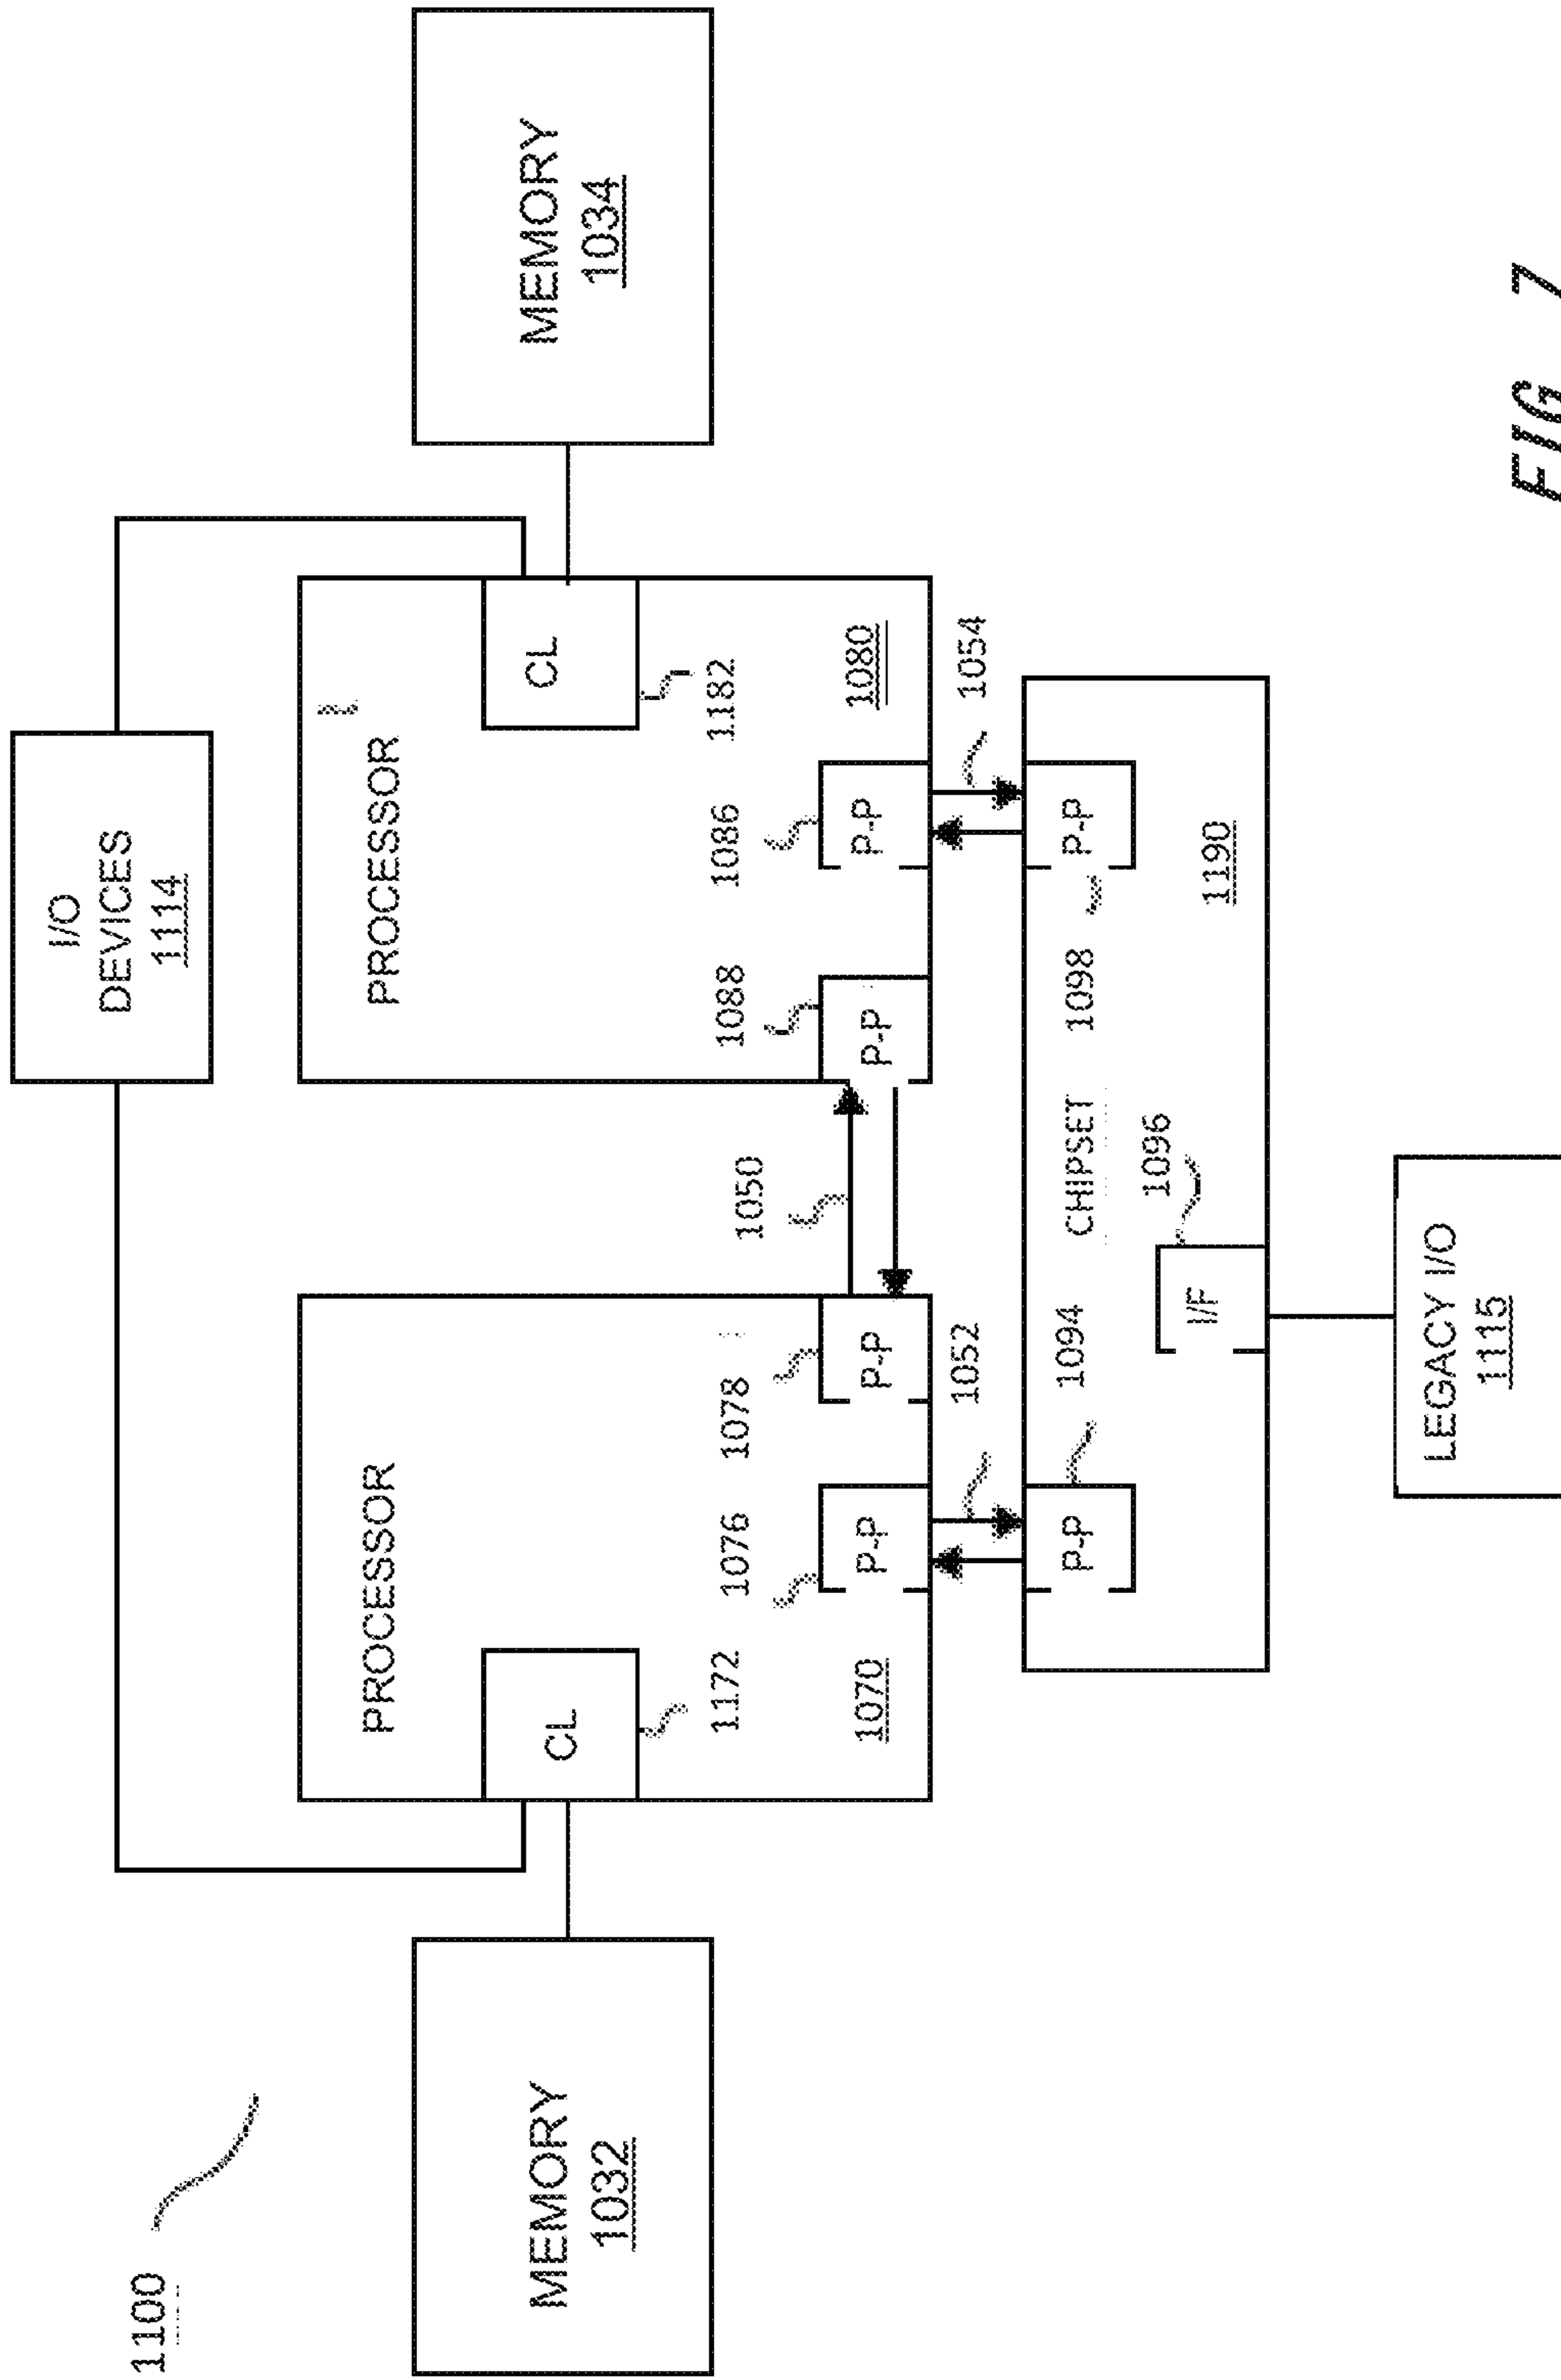 1100
I/O
DEVICES
1114
MEMORY
1032
PROCESSOR
CL
1172
1070
1076
P-P
1078
P-P
1050
PROCESSOR
CL
1182
1080
1088
P-P
1086
P-P
MEMORY
1034
1052
1054
1094
P-P
CHIPSET
1098
P-P
1096
I/F
1190
LEGACY I/O
1115
FIG 7